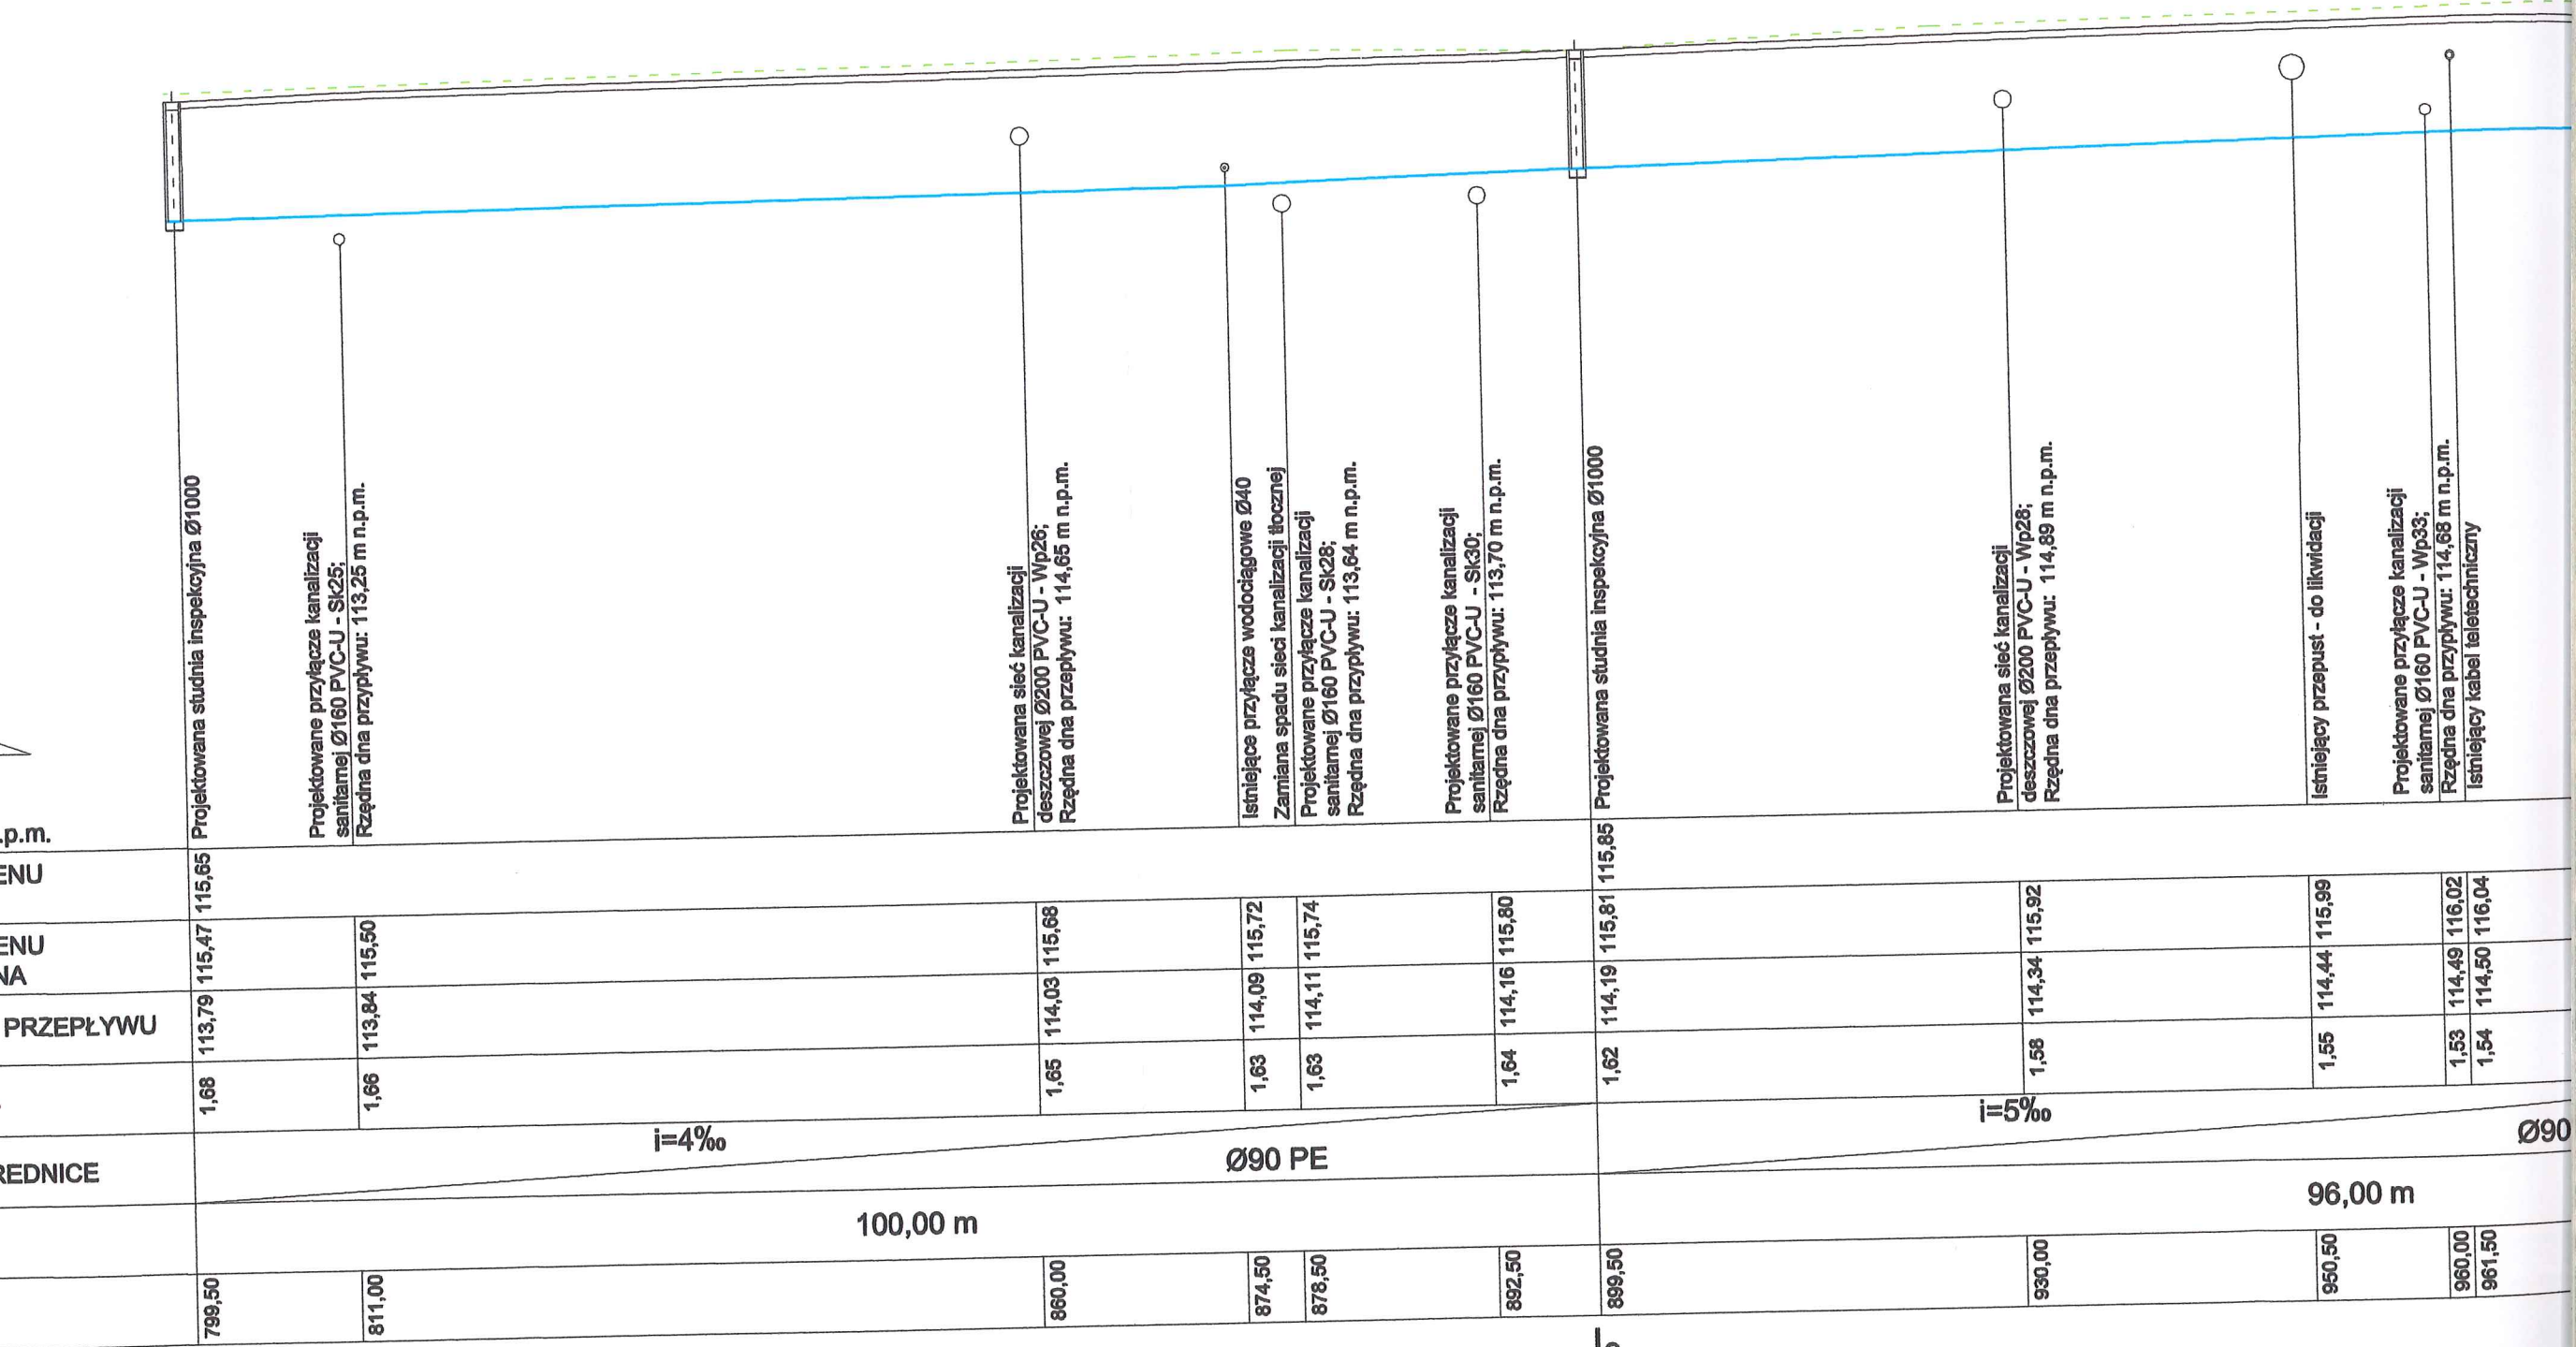 Projektowana studnia inspekcyjna Ø1000
Projektowane przyłącze kanalizacji
sanitarnej Ø160 PVC-U - Sk25;
Rzędna dna przypływu: 113,25 m n.p.m.
Projektowana sieć kanalizacji
deszczowej Ø200 PVC-U - Wp26;
Rzędna dna przepływu: 114,65 m n.p.m.
Istniejące przyłącze wodociągowe Ø40
Zamiana spadu sieci kanalizacji tłocznej
Projektowane przyłącze kanalizacji
sanitarnej Ø160 PVC-U - Sk28;
Rzędna dna przypływu: 113,64 m n.p.m.
Projektowane przyłącze kanalizacji
sanitarnej Ø160 PVC-U - Sk30;
Rzędna dna przypływu: 113,70 m n.p.m.
Projektowana studnia inspekcyjna Ø1000
Projektowana sieć kanalizacji
deszczowej Ø200 PVC-U - Wp28;
Rzędna dna przepływu: 114,89 m n.p.m.
Istniejący przepust - do likwidacji
Projektowane przyłącze kanalizacji
sanitarnej Ø160 PVC-U - Wp33;
Rzędna dna przypływu: 114,68 m n.p.m.
Istniejący kabel teletechniczny
.p.m.
ENU
115,65
115,85
ENU
NA
115,47
115,50
115,68
115,72
115,74
115,80
115,81
115,92
115,99
116,02
116,04
PRZEPŁYWU
113,79
113,84
114,03
114,09
114,11
114,16
114,19
114,34
114,44
114,49
114,50
1,68
1,66
1,65
1,63
1,63
1,64
1,62
1,58
1,55
1,53
1,54
REDNICE
i=4‰
Ø90 PE
i=5‰
Ø90
100,00 m
96,00 m
799,50
811,00
860,00
874,50
878,50
892,50
899,50
930,00
950,50
960,00
961,50